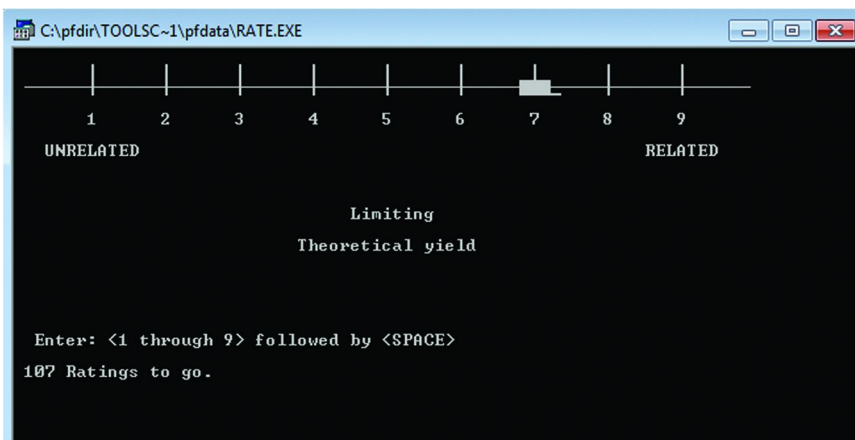 C:\pfdir\TOOLSC~1\pfdata\RATE.EXE
1 2 3 4 5 6 7 8 9
UNRELATED RELATED
Limiting
Theoretical yield
Enter: <1 through 9> followed by <SPACE>
107 Ratings to go.